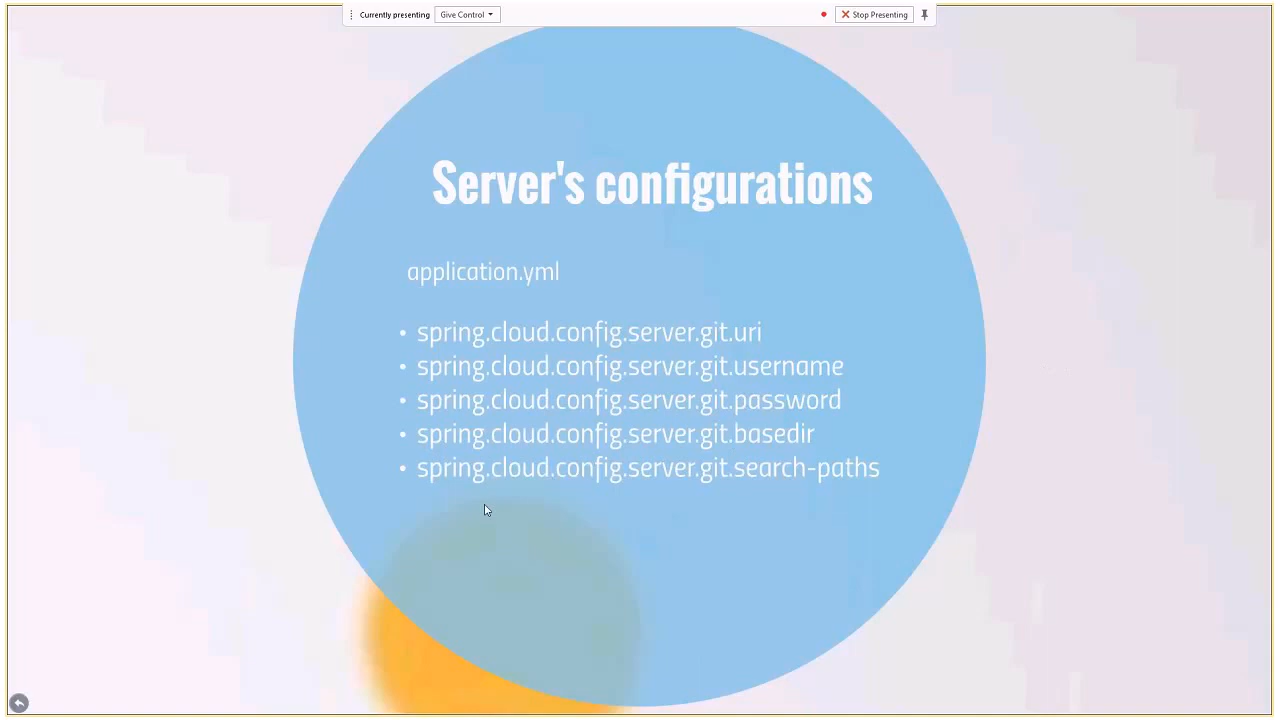 Currently presenting Give Control Stop Presenting
Server's configurations
application.yml
• spring.cloud.config.server.git.uri
• spring.cloud.config.server.git.username
• spring.cloud.config.server.git.password
• spring.cloud.config.server.git.basedir
• spring.cloud.config.server.git.search-paths